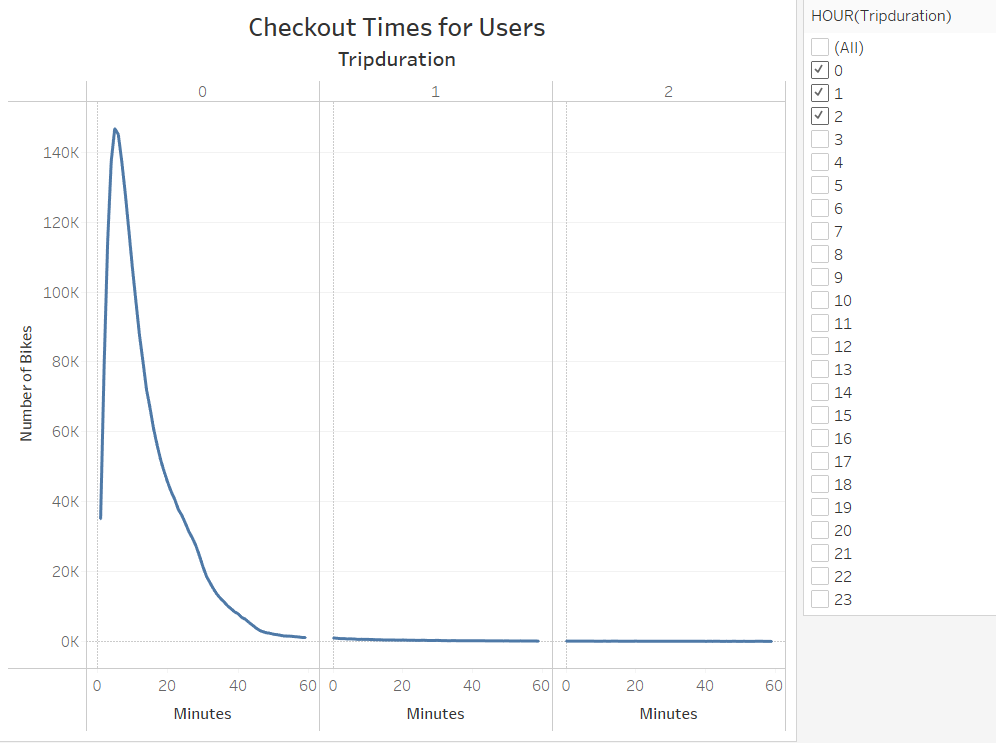 Checkout Times for Users
Tripduration
0 1 2
140K
120K
100K
80K
60K
40K
20K
0K
Number of Bikes
0 20 40 60 0 20 40 60 0 20 40 60
Minutes Minutes Minutes
HOUR(Tripduration)
(All)
0
1
2
3
4
5
6
7
8
9
10
11
12
13
14
15
16
17
18
19
20
21
22
23